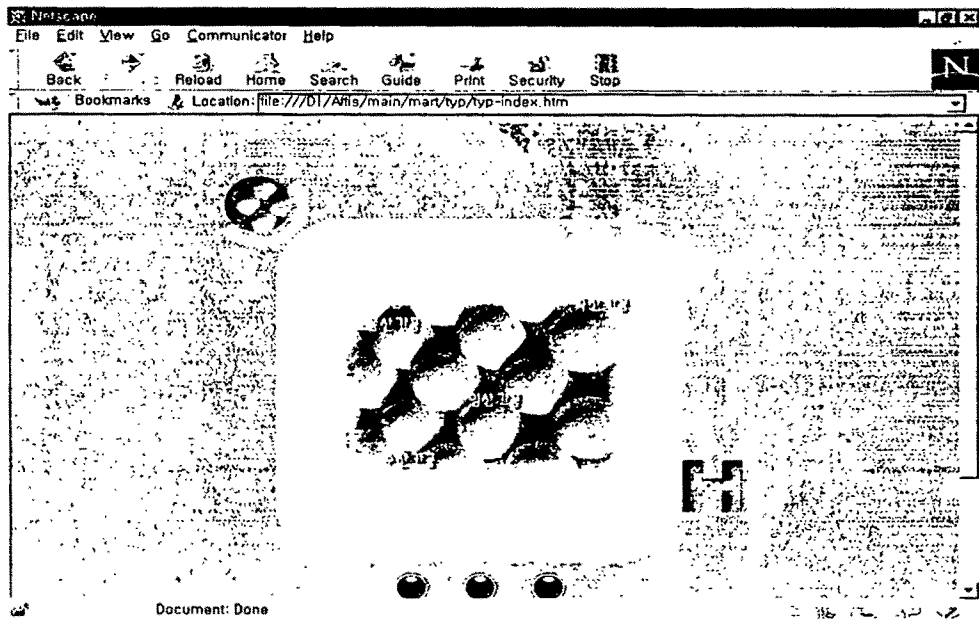 Netscape
File Edit View Go Communicator Help
Back Reload Home Search Guide Print Security Stop
N
Bookmarks Location: file:///D|/Affis/main/mart/typ/typ-index.htm
H
Document: Done